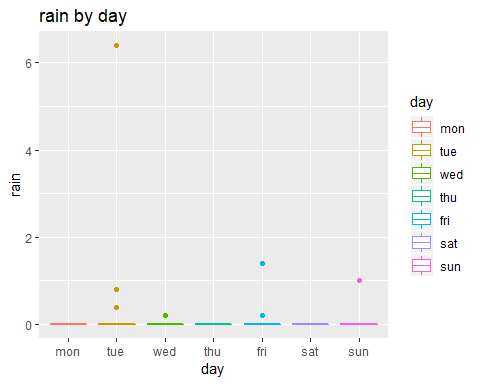 rain by day
6
4
2
0
rain
mon tue wed thu fri sat sun
day
day
mon
tue
wed
thu
fri
sat
sun